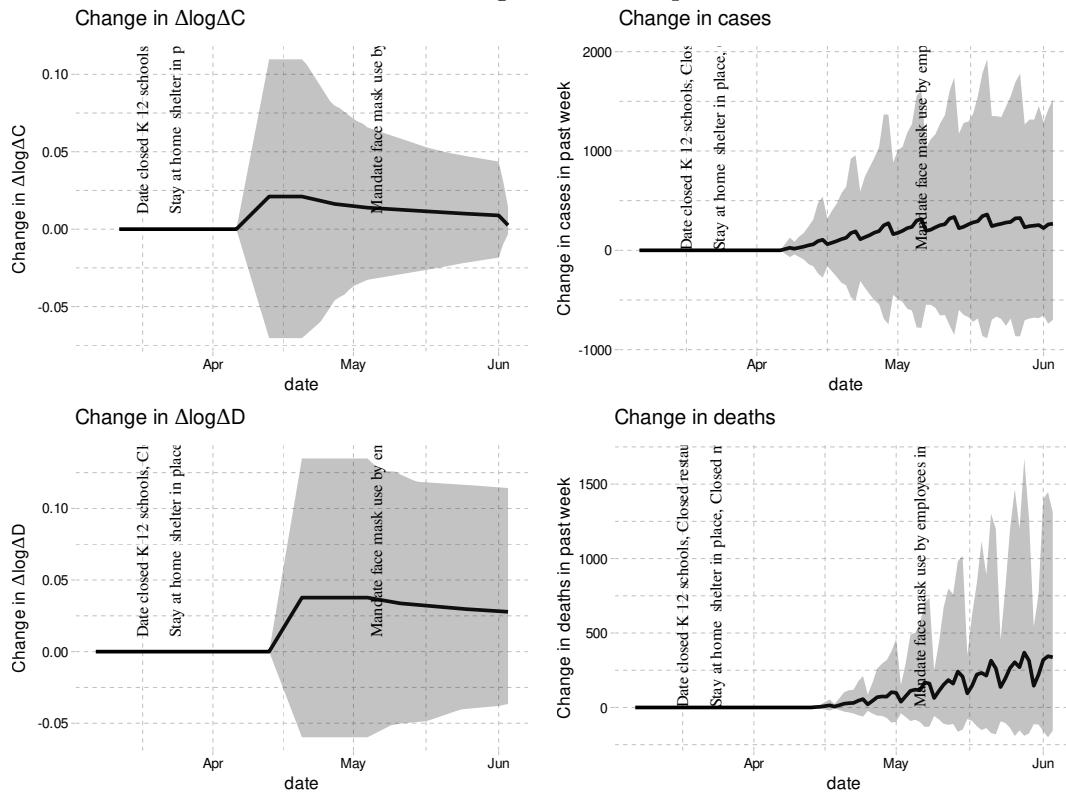 Change in ΔlogΔC
Change in ΔlogΔC
0.10
0.05
0.00
-0.05
Date closed K 12 schools
Stay at home shelter in p
Mandate face mask use by
Apr
May
Jun
date
Change in cases
Change in cases in past week
2000
1000
0
-1000
Date closed K 12 schools, Clos
Stay at home shelter in place,
Mandate face mask use by emp
Apr
May
Jun
date
Change in ΔlogΔD
Change in ΔlogΔD
0.10
0.05
0.00
-0.05
Date closed K 12 schools, Cl
Stay at home shelter in place
Mandate face mask use by en
Apr
May
Jun
date
Change in deaths
Change in deaths in past week
1500
1000
500
0
Date closed K 12 schools, Closed restau
Stay at home shelter in place, Closed n
Mandate face mask use by employees in
Apr
May
Jun
date